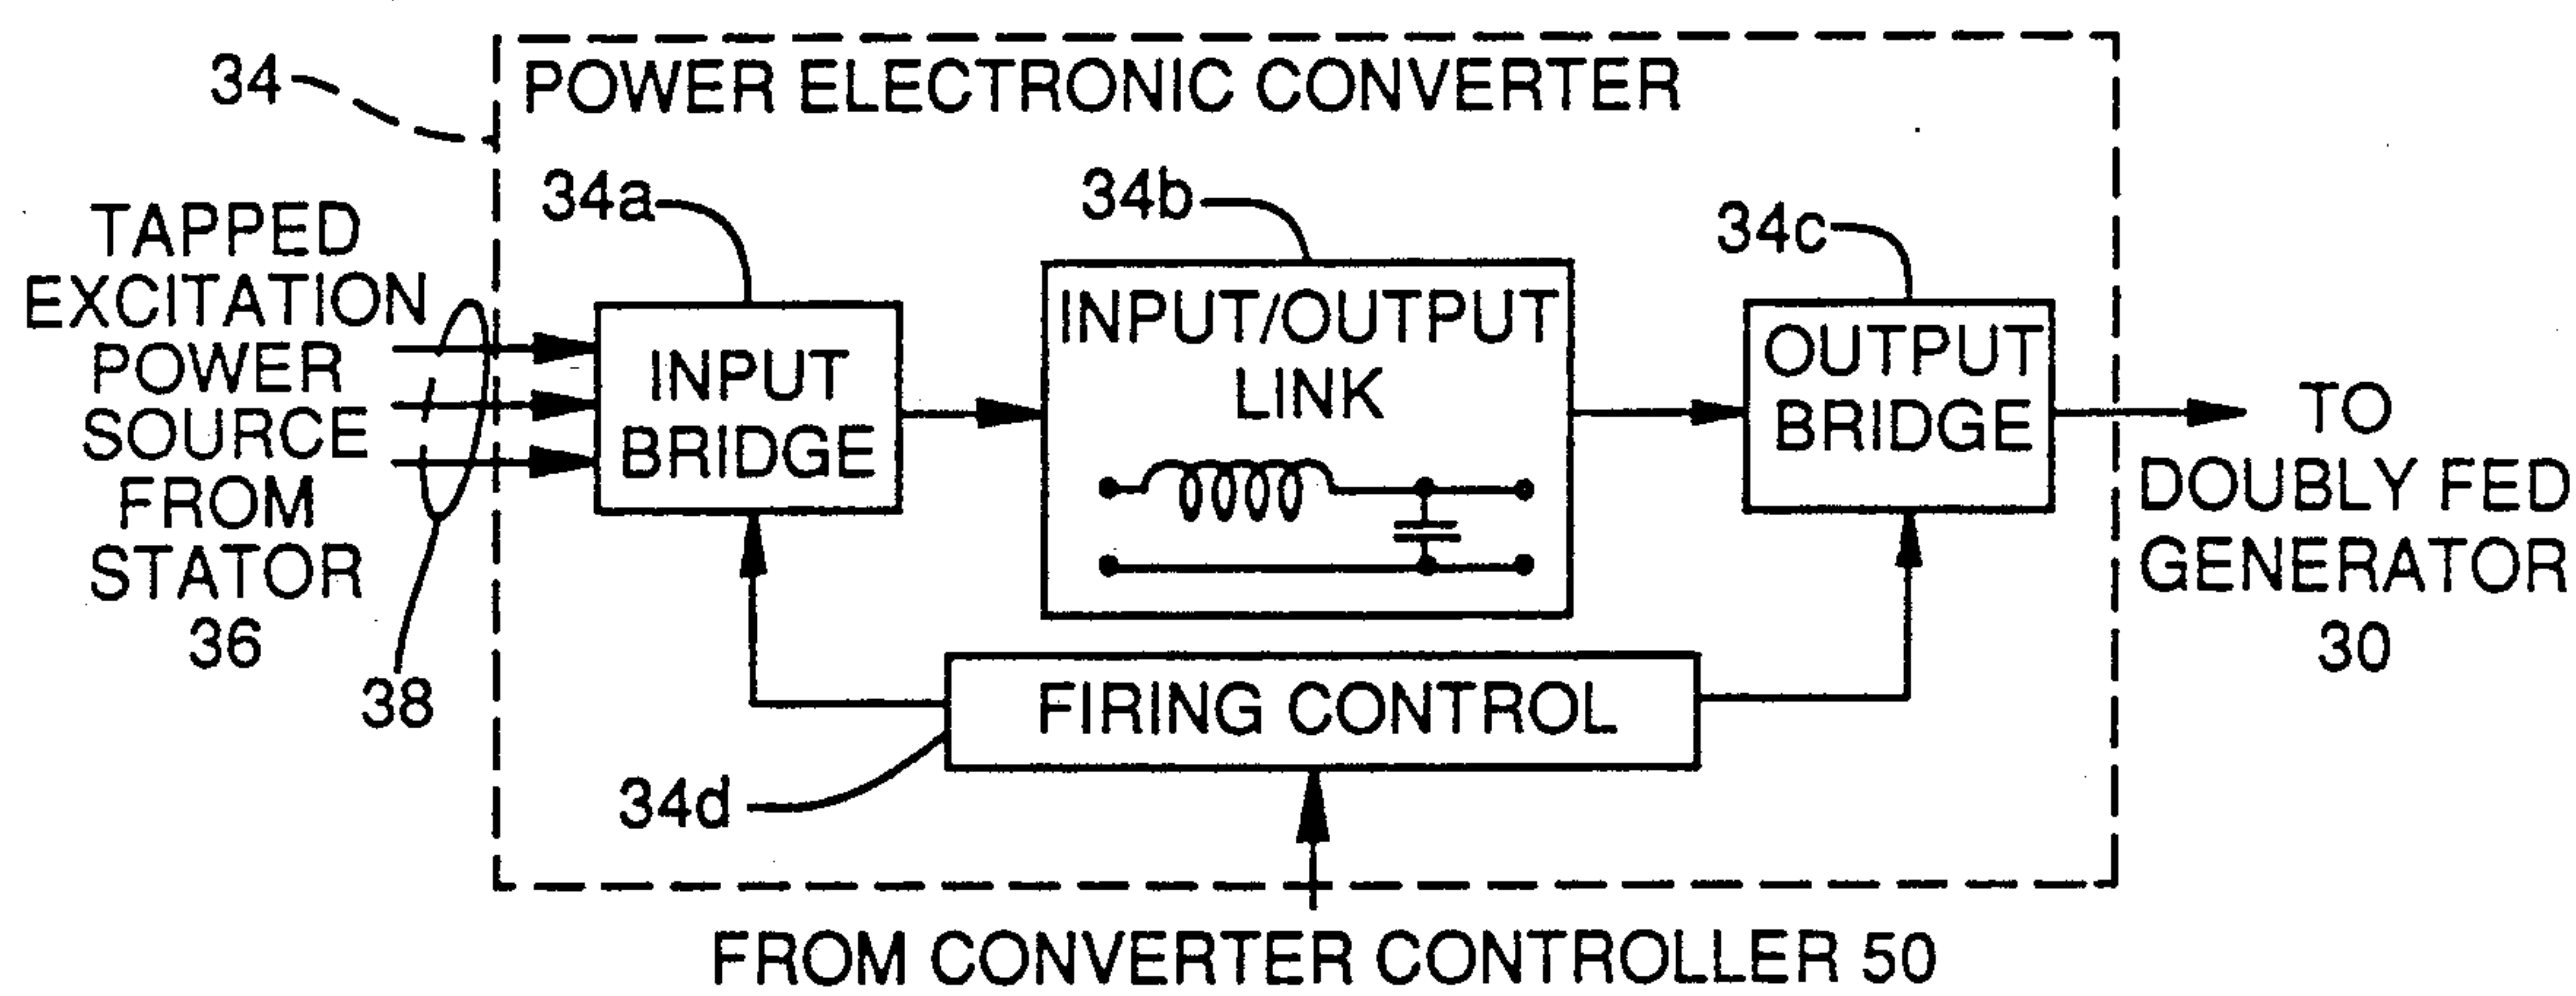 34
POWER ELECTRONIC CONVERTER
34a
34b
34c
TAPPED
EXCITATION
POWER
SOURCE
FROM
STATOR
36
38
INPUT
BRIDGE
INPUT/OUTPUT
LINK
OUTPUT
BRIDGE
TO
DOUBLY FED
GENERATOR
30
FIRING CONTROL
34d
FROM CONVERTER CONTROLLER 50